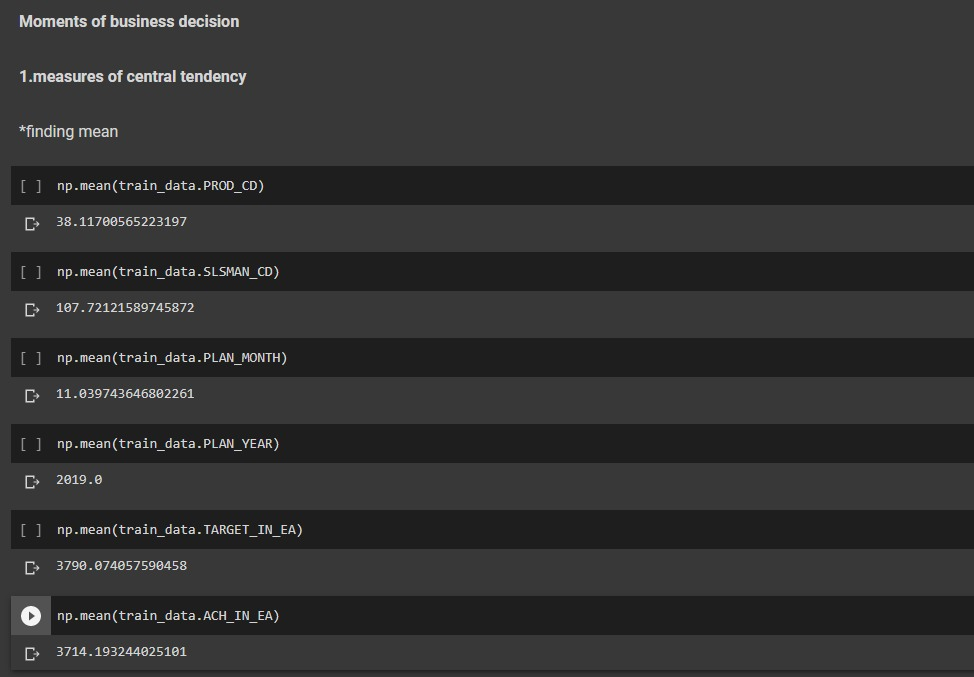 Moments of business decision
1.measures of central tendency
*finding mean
[ ] np.mean(train_data.PROD_CD)
38.11700565223197
[ ] np.mean(train_data.SLSMAN_CD)
107.72121589745872
[ ] np.mean(train_data.PLAN_MONTH)
11.039743646802261
[ ] np.mean(train_data.PLAN_YEAR)
2019.0
[ ] np.mean(train_data.TARGET_IN_EA)
3790.074057590458
np.mean(train_data.ACH_IN_EA)
3714.193244025101